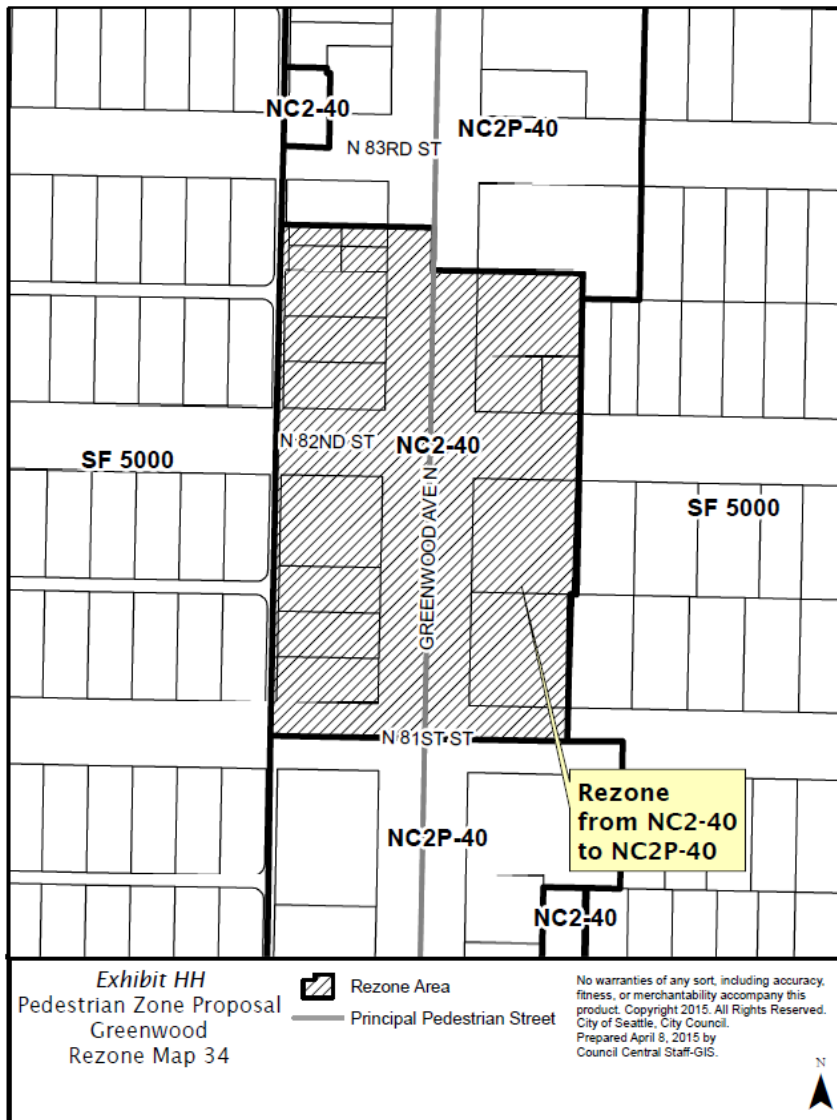 NC2-40
NC2P-40
N 83RD ST
N 82ND ST
NC2-40
SF 5000
SF 5000
GREENWOOD AVE N
N 81ST ST
Rezone
from NC2-40
to NC2P-40
NC2P-40
NC2-40
Exhibit HH
Pedestrian Zone Proposal
Greenwood
Rezone Map 34
Rezone Area
Principal Pedestrian Street
No warranties of any sort, including accuracy,
fitness, or merchantability accompany this
product. Copyright 2015. All Rights Reserved.
City of Seattle, City Council.
Prepared April 8, 2015 by
Council Central Staff-GIS.
N